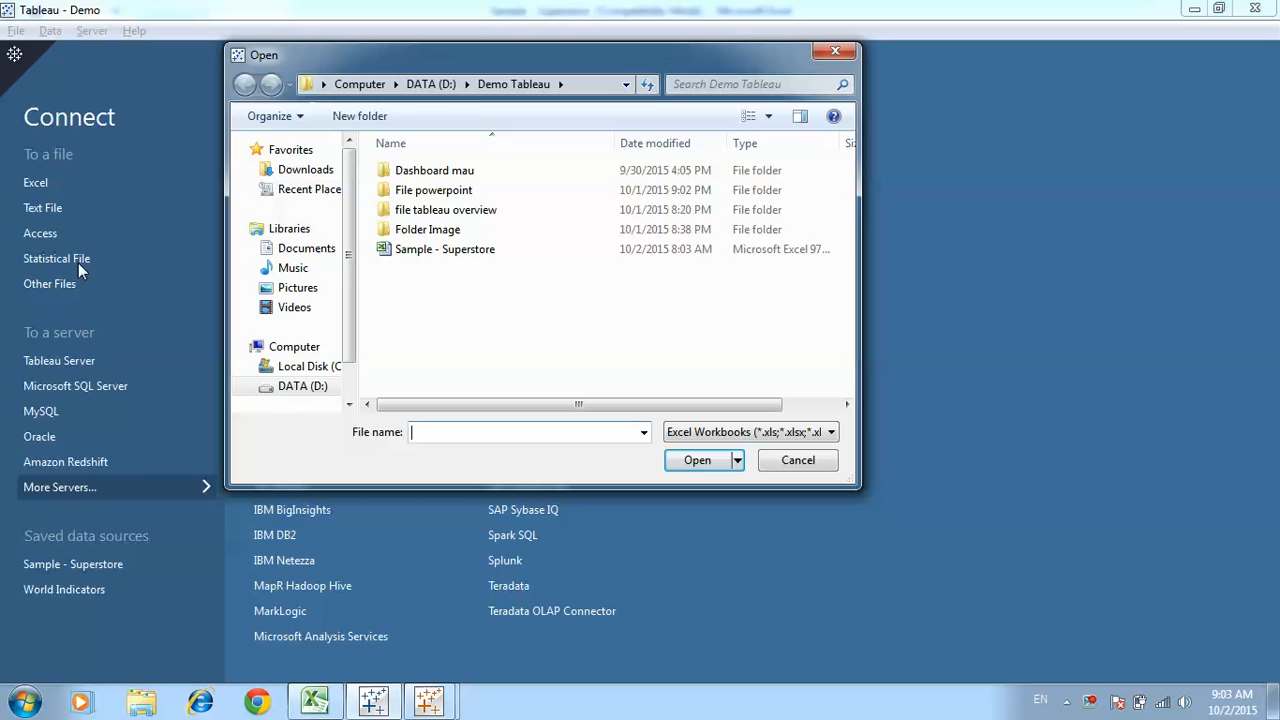 Tableau - Demo
File Data Server Help
Connect
To a file
Excel
Text File
Access
Statistical File
Other Files
To a server
Tableau Server
Microsoft SQL Server
MySQL
Oracle
Amazon Redshift
More Servers...
Saved data sources
Sample - Superstore
World Indicators
Open
Computer DATA (D:) Demo Tableau
Search Demo Tableau
Organize New folder
Favorites
Downloads
Recent Place
Libraries
Documents
Music
Pictures
Videos
Computer
Local Disk (C
DATA (D:)
Name Date modified Type Si
Dashboard mau 9/30/2015 4:05 PM File folder
File powerpoint 10/1/2015 9:02 PM File folder
file tableau overview 10/1/2015 8:20 PM File folder
Folder Image 10/1/2015 8:38 PM File folder
Sample - Superstore 10/2/2015 8:03 AM Microsoft Excel 97...
File name: Excel Workbooks (*.xls;*.xlsx;*.xl
Open Cancel
IBM BigInsights SAP Sybase IQ
IBM DB2 Spark SQL
IBM Netezza Splunk
MapR Hadoop Hive Teradata
MarkLogic Teradata OLAP Connector
Microsoft Analysis Services
EN
9:03 AM
10/2/2015